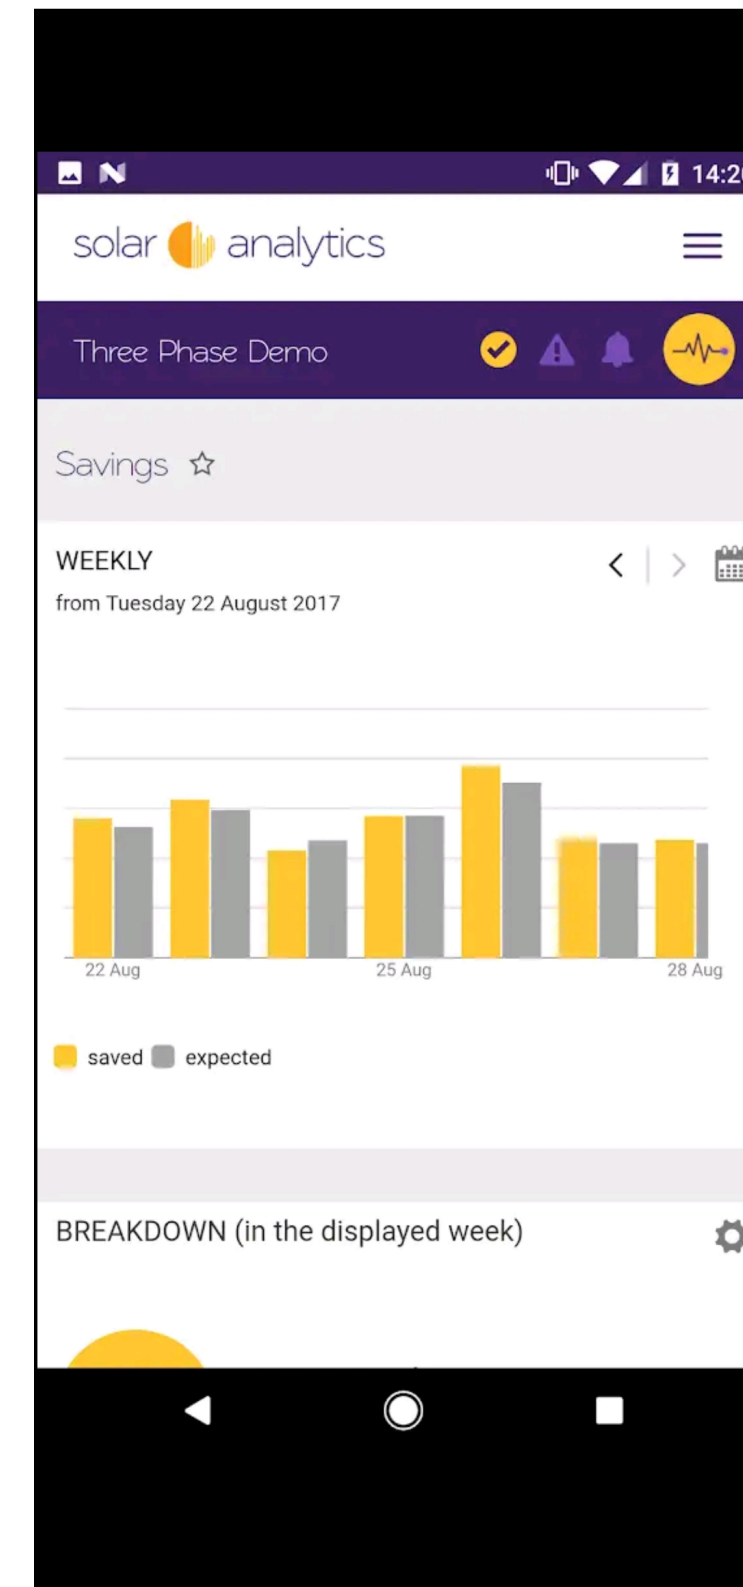 14:20
solar analytics
Three Phase Demo
Savings
WEEKLY
from Tuesday 22 August 2017
22 Aug 25 Aug 28 Aug
saved expected
BREAKDOWN (in the displayed week)